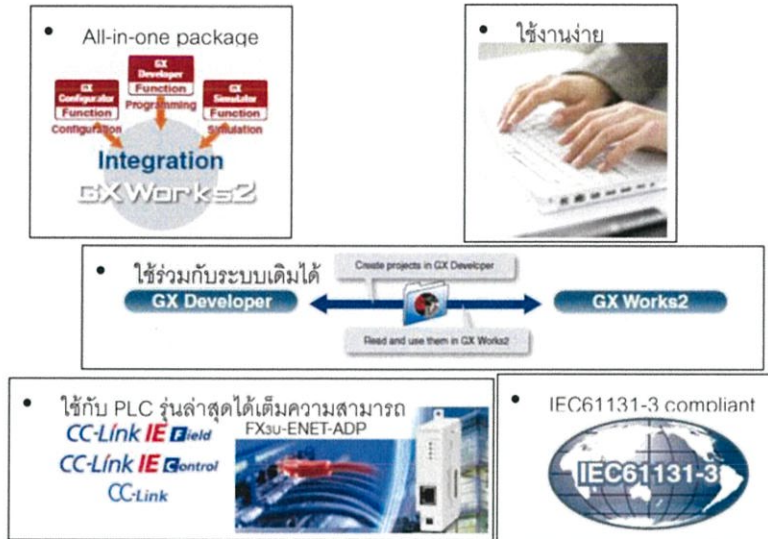 • All-in-one package
GX Developer
Function
Programming
GX Configurator
Function
Configuration
GX Simulator
Function
Simulation
Integration
GX Works2
• ใช้งานง่าย
• ใช้ร่วมกับระบบเดิมได้
Create projects in GX Developer
GX Developer
GX Works2
Read and use them in GX Works2
• ใช้กับ PLC รุ่นล่าสุดได้เต็มความสามารถ
CC-Link IE Field
FX3U-ENET-ADP
CC-Link IE Control
CC-Link
• IEC61131-3 compliant
IEC61131-3